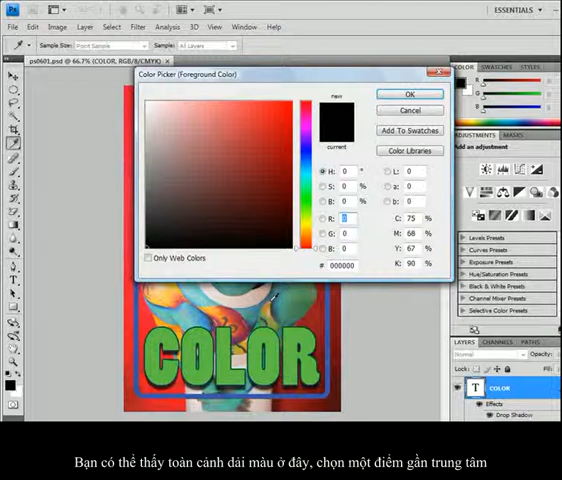 Ps
ESSENTIALS
File Edit Image Layer Select Filter Analysis 3D View Window Help
Sample Size: Point Sample Sample: All Layers
ps0601.psd @ 66.7% (COLOR, RGB/8/CMYK)
Color Picker (Foreground Color)
new
current
OK
Cancel
Add To Swatches
Color Libraries
H: 0 °
S: 0 %
B: 0 %
R: 0
G: 0
B: 0
# 000000
L: 0
a: 0
b: 0
C: 75 %
M: 68 %
Y: 67 %
K: 90 %
Only Web Colors
COLOR
COLOR SWATCHES STYLES
R
G
B
ADJUSTMENTS MASKS
Add an adjustment
Levels Presets
Curves Presets
Exposure Presets
Hue/Saturation Presets
Black & White Presets
Channel Mixer Presets
Selective Color Presets
LAYERS CHANNELS PATHS
Normal Opacity:
Lock: Fill:
T COLOR
Effects
Drop Shadow
Bạn có thể thấy toàn cảnh dải màu ở đây, chọn một điểm gần trung tâm